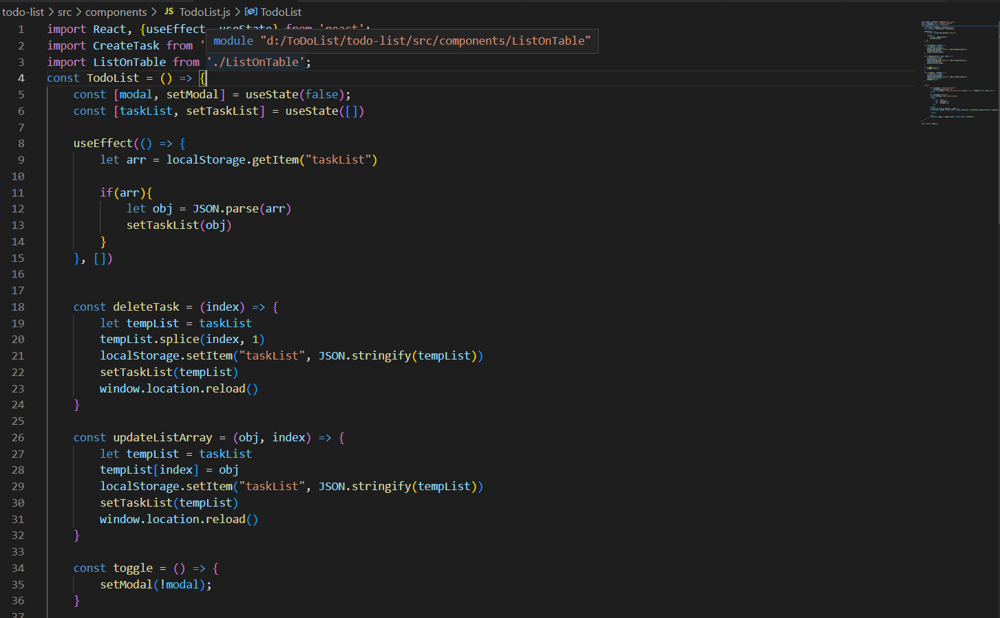 todo-list > src > components > JS TodoList.js > TodoList
1 import React, {useEffect, useState} from 'react';
2 import CreateTask from '
module "d:/ToDoList/todo-list/src/components/ListOnTable"
3 import ListOnTable from './ListOnTable';
4 const TodoList = () => {
5 const [modal, setModal] = useState(false);
6 const [taskList, setTaskList] = useState([])
7
8 useEffect(() => {
9 let arr = localStorage.getItem("taskList")
10
11 if(arr){
12 let obj = JSON.parse(arr)
13 setTaskList(obj)
14 }
15 }, [])
16
17
18 const deleteTask = (index) => {
19 let tempList = taskList
20 tempList.splice(index, 1)
21 localStorage.setItem("taskList", JSON.stringify(tempList))
22 setTaskList(tempList)
23 window.location.reload()
24 }
25
26 const updateListArray = (obj, index) => {
27 let tempList = taskList
28 tempList[index] = obj
29 localStorage.setItem("taskList", JSON.stringify(tempList))
30 setTaskList(tempList)
31 window.location.reload()
32 }
33
34 const toggle = () => {
35 setModal(!modal);
36 }
37